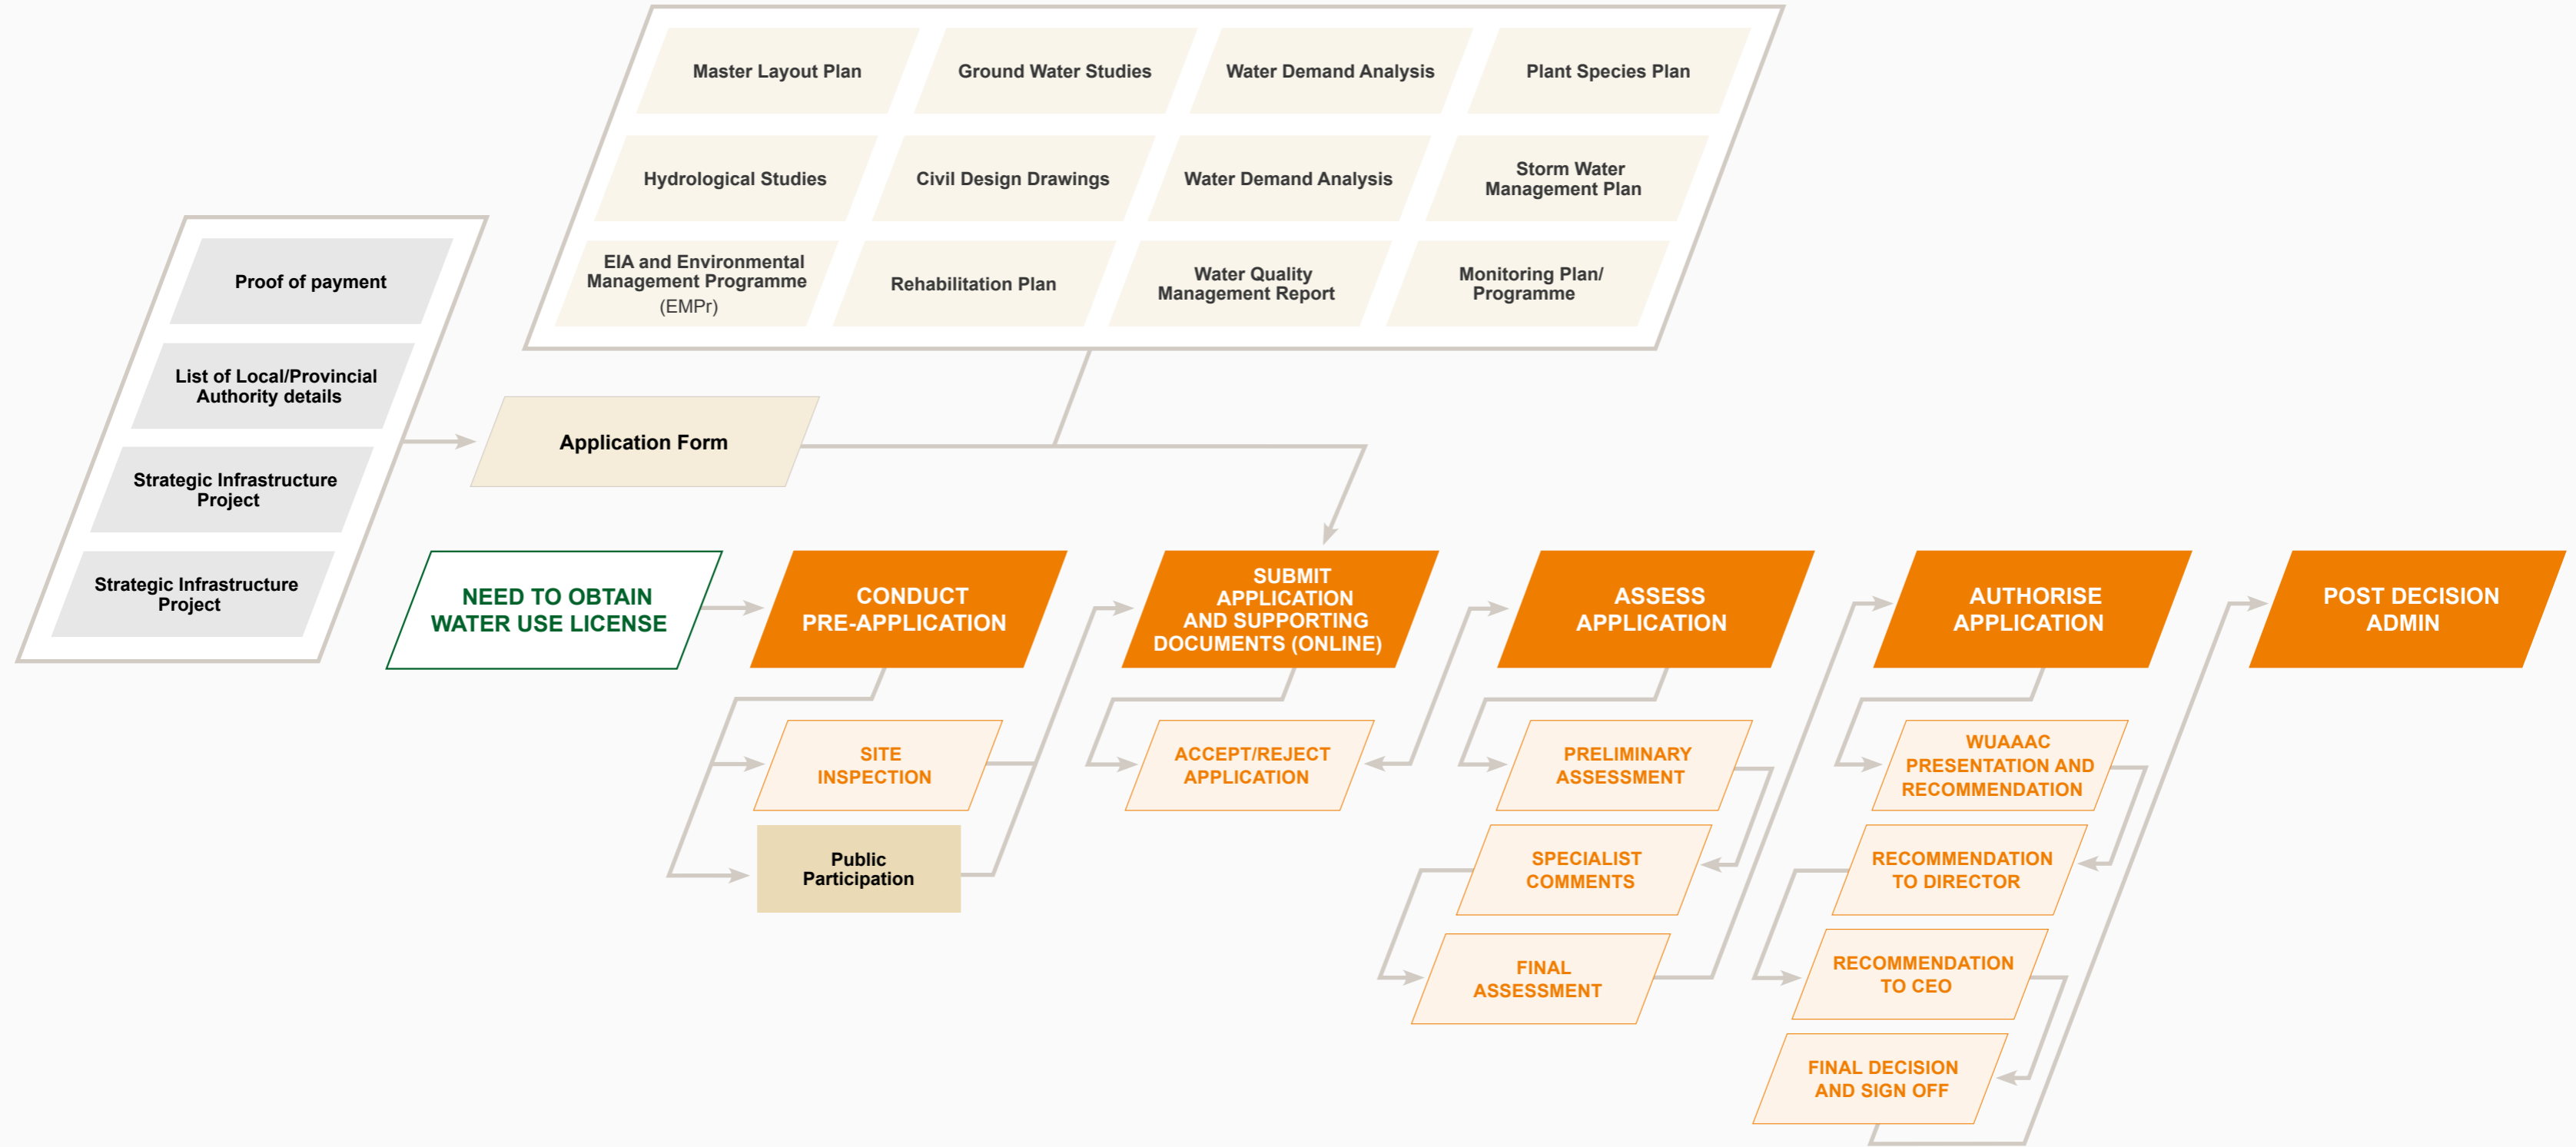 Master Layout Plan
Ground Water Studies
Water Demand Analysis
Plant Species Plan
Hydrological Studies
Civil Design Drawings
Water Demand Analysis
Storm Water
Management Plan
EIA and Environmental
Management Programme
(EMPr)
Rehabilitation Plan
Water Quality
Management Report
Monitoring Plan/
Programme
Proof of payment
List of Local/Provincial
Authority details
Strategic Infrastructure
Project
Strategic Infrastructure
Project
Application Form
NEED TO OBTAIN
WATER USE LICENSE
CONDUCT
PRE-APPLICATION
SITE
INSPECTION
Public
Participation
SUBMIT
APPLICATION
AND SUPPORTING
DOCUMENTS (ONLINE)
ACCEPT/REJECT
APPLICATION
ASSESS
APPLICATION
PRELIMINARY
ASSESSMENT
SPECIALIST
COMMENTS
FINAL
ASSESSMENT
AUTHORISE
APPLICATION
WUAAAC
PRESENTATION AND
RECOMMENDATION
RECOMMENDATION
TO DIRECTOR
RECOMMENDATION
TO CEO
FINAL DECISION
AND SIGN OFF
POST DECISION
ADMIN